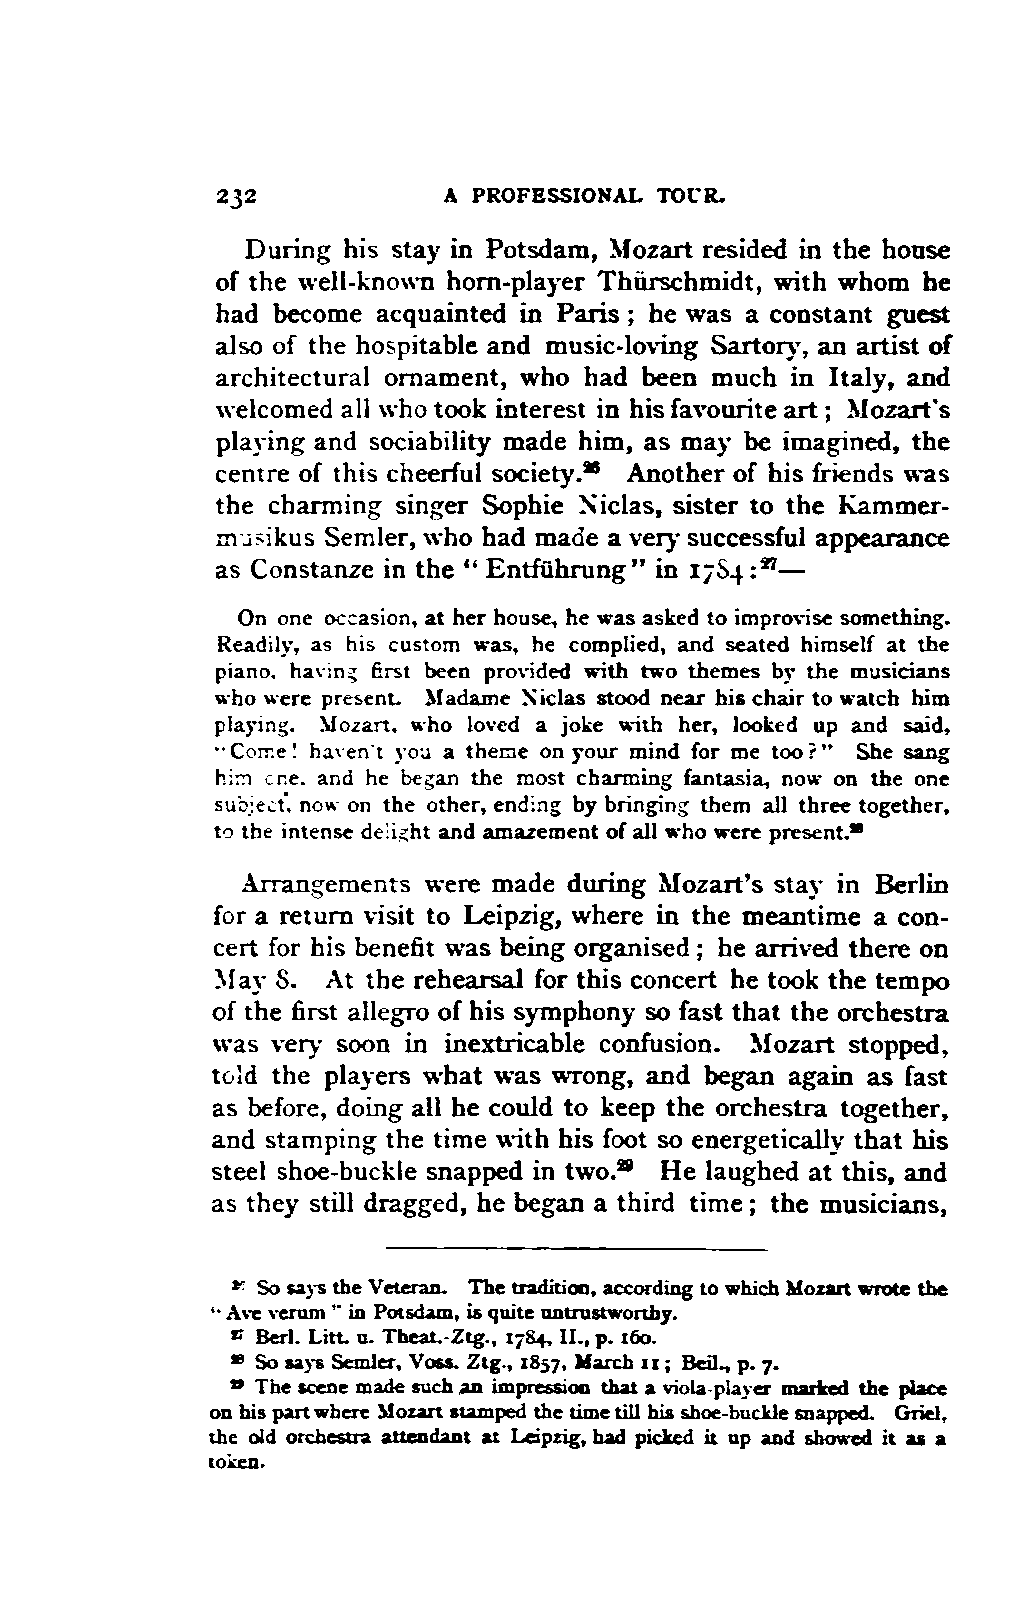 232 A PROFESSIONAL TOUR.
During his stay in Potsdam, Mozart resided in the house
of the well-known horn-player Thürschmidt, with whom he
had become acquainted in Paris ; he was a constant guest
also of the hospitable and music-loving Sartory, an artist of
architectural ornament, who had been much in Italy, and
welcomed all who took interest in his favourite art ; Mozart's
playing and sociability made him, as may be imagined, the
centre of this cheerful society.26 Another of his friends was
the charming singer Sophie Niclas, sister to the Kammer-
musikus Semler, who had made a very successful appearance
as Constanze in the " Entführung" in 1784 :27—
On one occasion, at her house, he was asked to improvise something.
Readily, as his custom was, he complied, and seated himself at the
piano, having first been provided with two themes by the musicians
who were present. Madame Niclas stood near his chair to watch him
playing. Mozart, who loved a joke with her, looked up and said,
"Come! haven't you a theme on your mind for me too?" She sang
him one, and he began the most charming fantasia, now on the one
subject, now on the other, ending by bringing them all three together,
to the intense delight and amazement of all who were present.28
Arrangements were made during Mozart's stay in Berlin
for a return visit to Leipzig, where in the meantime a con-
cert for his benefit was being organised ; he arrived there on
May 8. At the rehearsal for this concert he took the tempo
of the first allegro of his symphony so fast that the orchestra
was very soon in inextricable confusion. Mozart stopped,
told the players what was wrong, and began again as fast
as before, doing all he could to keep the orchestra together,
and stamping the time with his foot so energetically that his
steel shoe-buckle snapped in two.29 He laughed at this, and
as they still dragged, he began a third time ; the musicians,
26 So says the Veteran. The tradition, according to which Mozart wrote the
"Ave verum" in Potsdam, is quite untrustworthy.
27 Berl. Litt. u. Theat.-Ztg., 1784, II., p. 160.
28 So says Semler, Voss. Ztg., 1857, March 11 ; Beil., p. 7.
29 The scene made such an impression that a viola-player marked the place
on his part where Mozart stamped the time till his shoe-buckle snapped. Griel,
the old orchestra attendant at Leipzig, had picked it up and showed it as a
token.